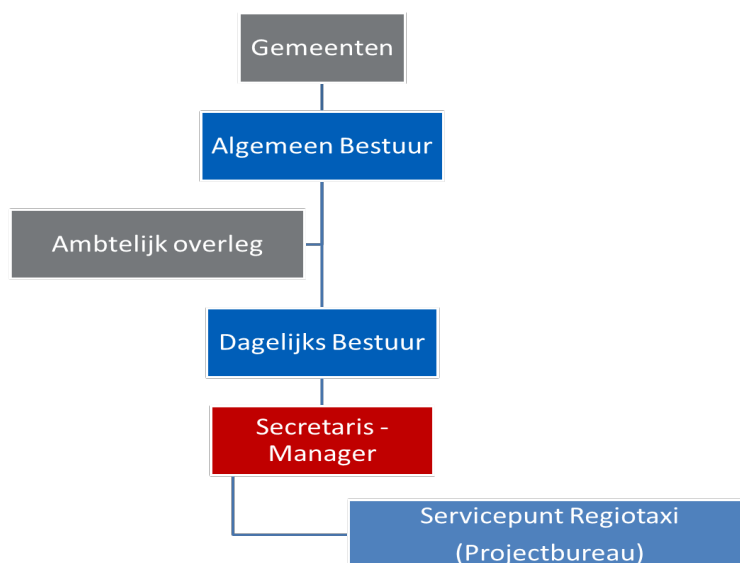 Gemeenten
Algemeen Bestuur
Ambtelijk overleg
Dagelijks Bestuur
Secretaris -
Manager
Servicepunt Regiotaxi
(Projectbureau)